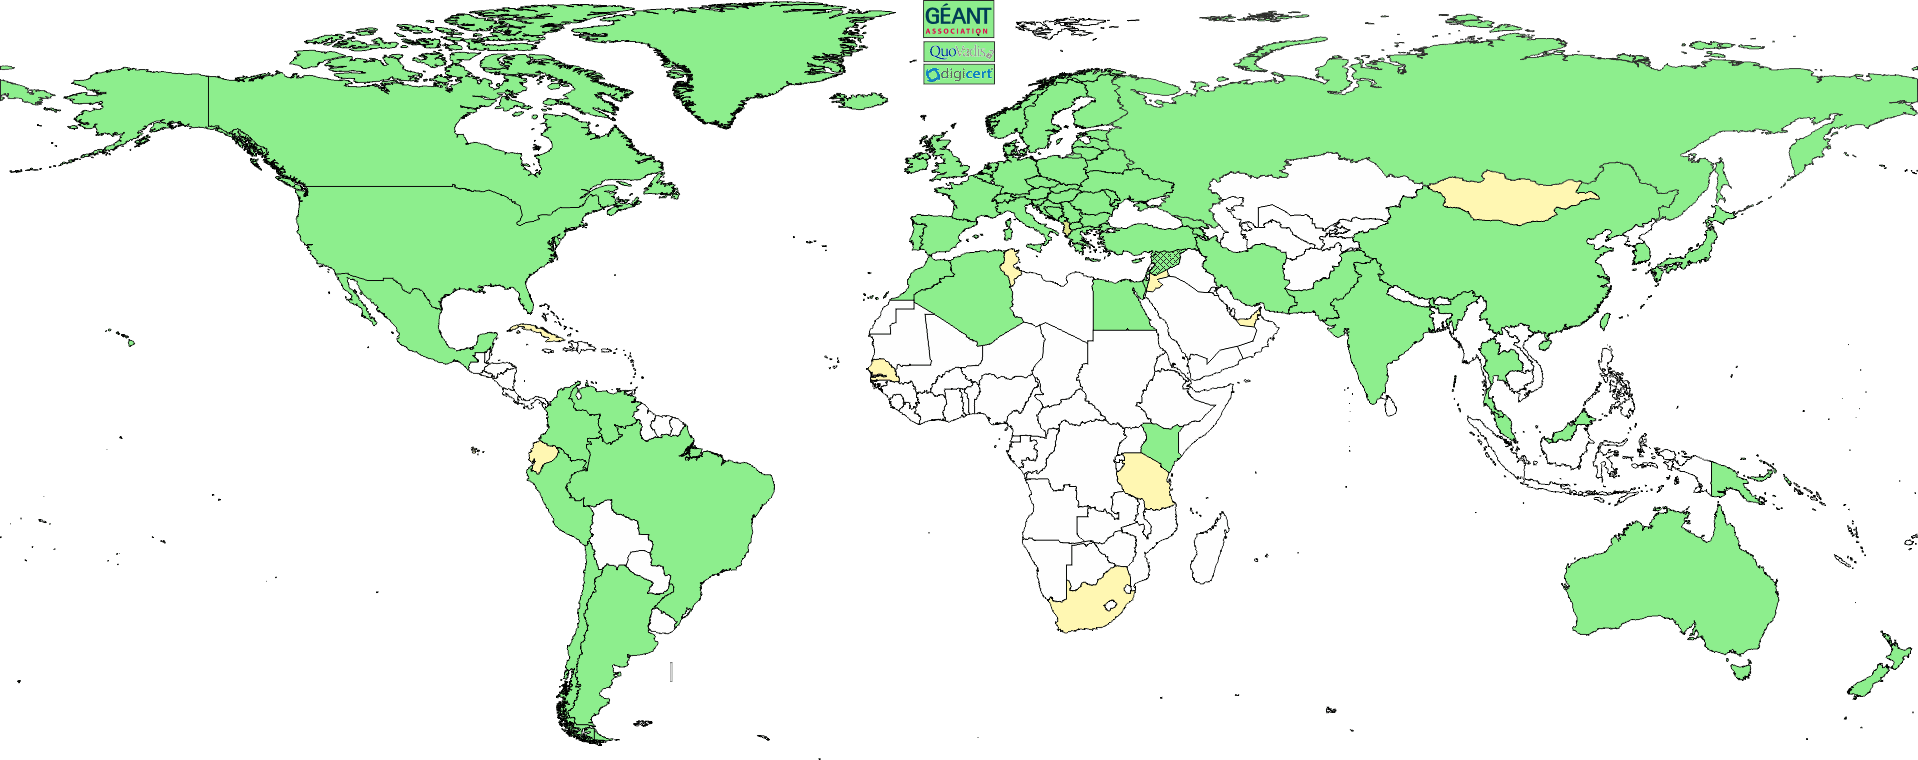 GÉANT
ASSOCIATION
QuoVadis
digicert